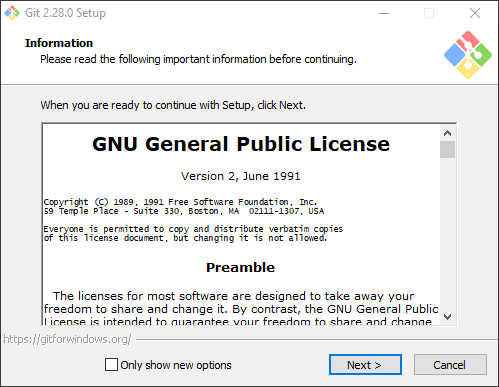 Git 2.28.0 Setup
Information
Please read the following important information before continuing.
When you are ready to continue with Setup, click Next.
GNU General Public License
Version 2, June 1991
Copyright (C) 1989, 1991 Free Software Foundation, Inc.
59 Temple Place - Suite 330, Boston, MA  02111-1307, USA
Everyone is permitted to copy and distribute verbatim copies
of this license document, but changing it is not allowed.
Preamble
The licenses for most software are designed to take away your
freedom to share and change it. By contrast, the GNU General Public
License is intended to guarantee your freedom to share and change
https://gitforwindows.org/
Only show new options
Next >
Cancel